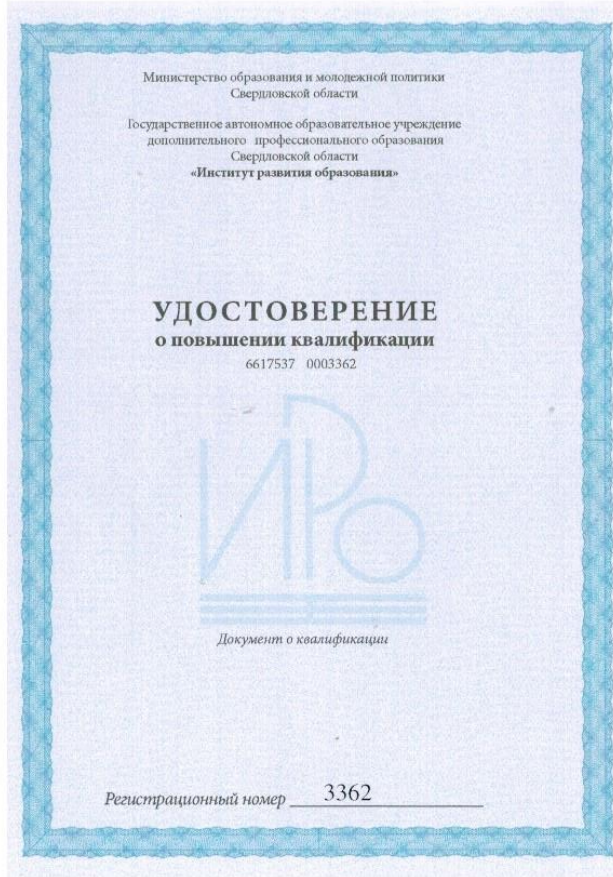 Министерство образования и молодежной политики
Свердловской области
Государственное автономное образовательное учреждение
дополнительного профессионального образования
Свердловской области
«Институт развития образования»
УДОСТОВЕРЕНИЕ
о повышении квалификации
6617537 0003362
ИРО
Документ о квалификации
Регистрационный номер 3362